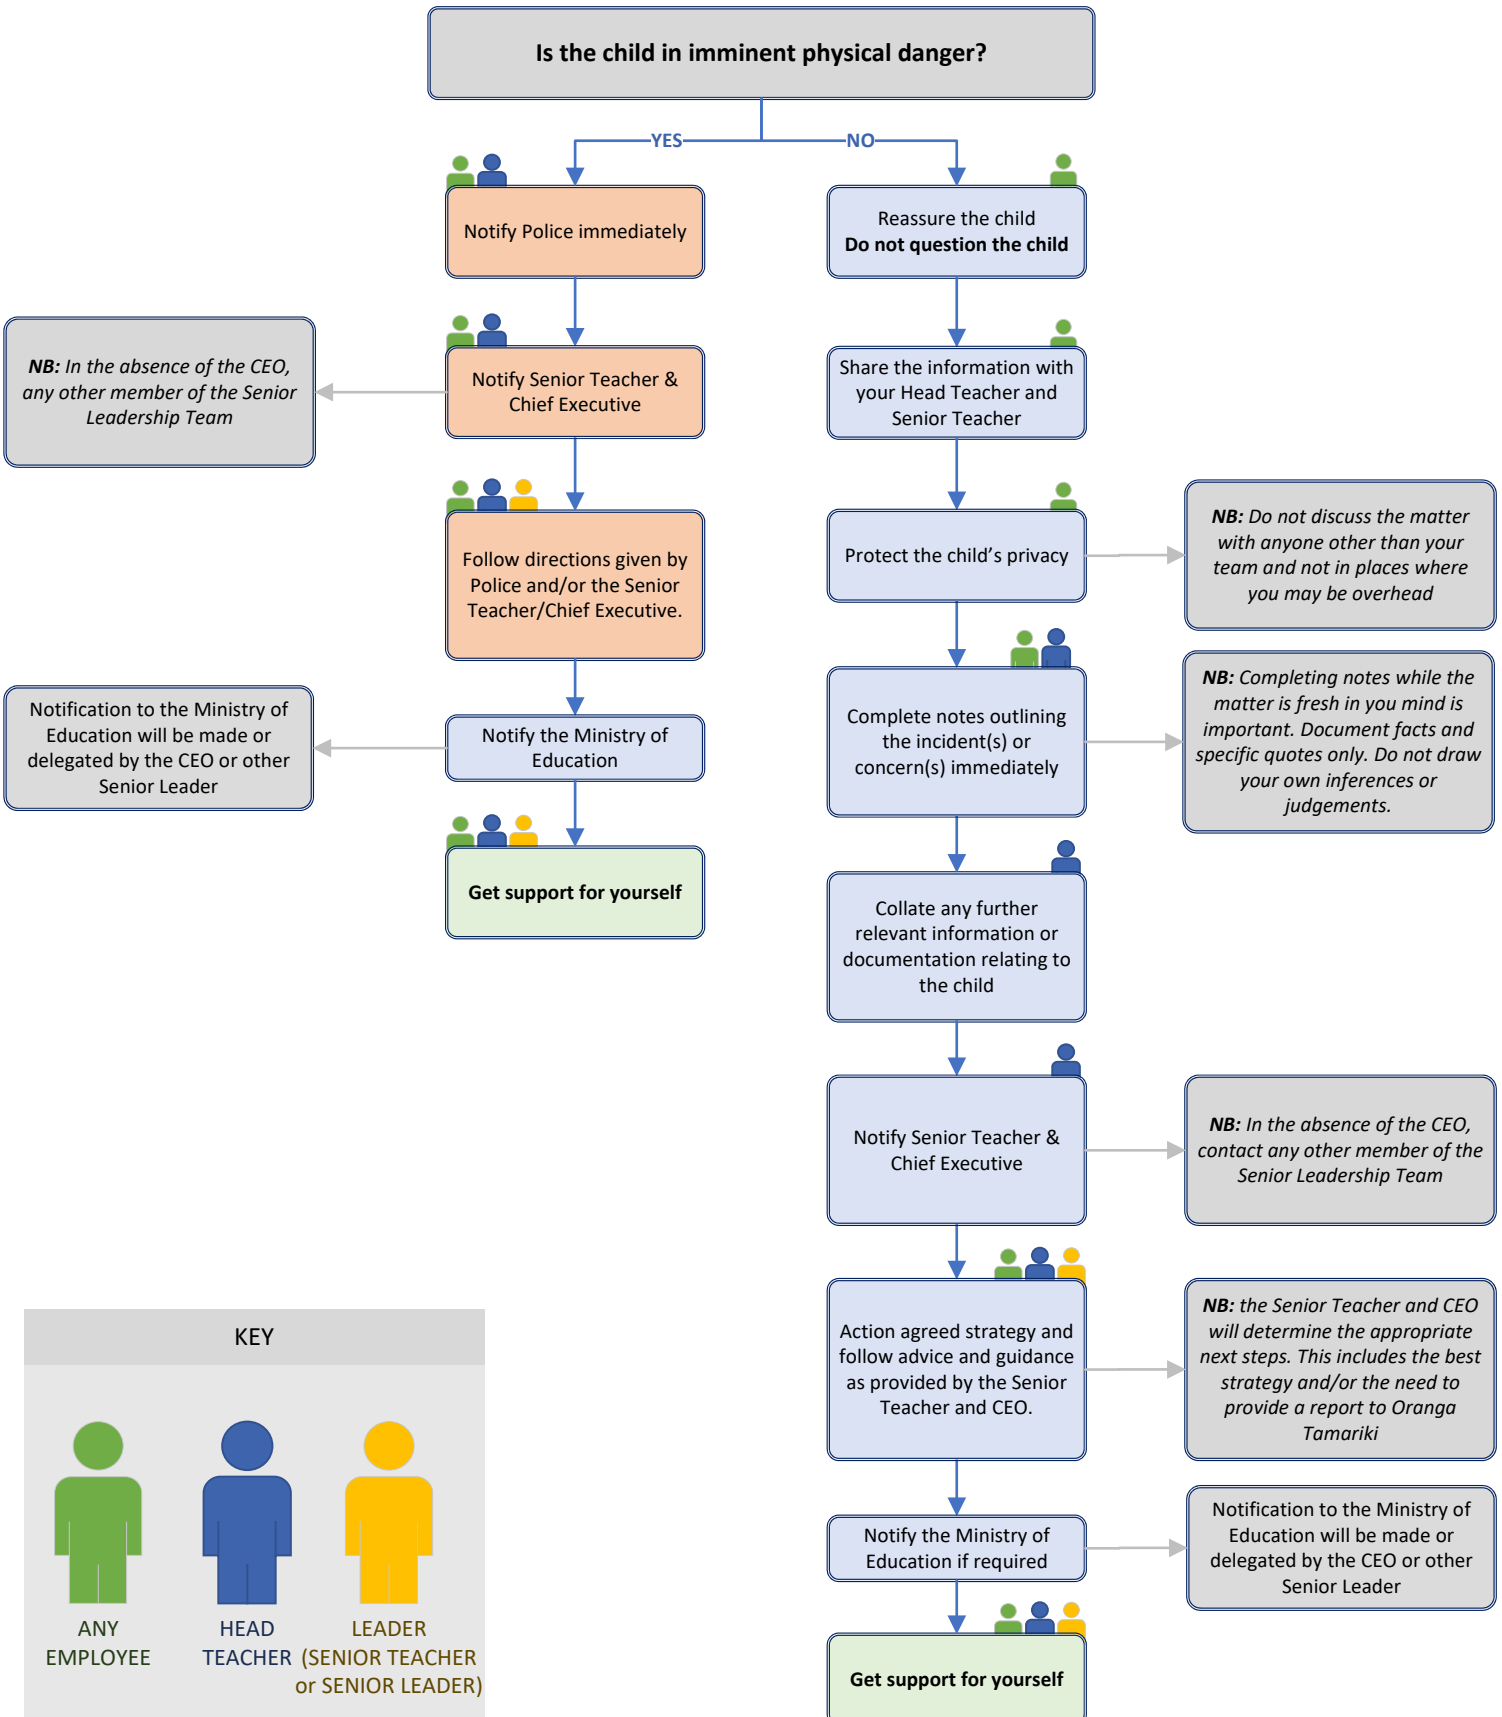 Is the child in imminent physical danger?
YES
NO
Notify Police immediately
Reassure the child
Do not question the child
NB: In the absence of the CEO,
any other member of the Senior
Leadership Team
Notify Senior Teacher &
Chief Executive
Share the information with
your Head Teacher and
Senior Teacher
Follow directions given by
Police and/or the Senior
Teacher/Chief Executive.
Protect the child’s privacy
NB: Do not discuss the matter
with anyone other than your
team and not in places where
you may be overhead
Notification to the Ministry of
Education will be made or
delegated by the CEO or other
Senior Leader
Notify the Ministry of
Education
Complete notes outlining
the incident(s) or
concern(s) immediately
NB: Completing notes while the
matter is fresh in you mind is
important. Document facts and
specific quotes only. Do not draw
your own inferences or
judgements.
Get support for yourself
Collate any further
relevant information or
documentation relating to
the child
Notify Senior Teacher &
Chief Executive
NB: In the absence of the CEO,
contact any other member of the
Senior Leadership Team
Action agreed strategy and
follow advice and guidance
as provided by the Senior
Teacher and CEO.
NB: the Senior Teacher and CEO
will determine the appropriate
next steps. This includes the best
strategy and/or the need to
provide a report to Oranga
Tamariki
Notify the Ministry of
Education if required
Notification to the Ministry of
Education will be made or
delegated by the CEO or other
Senior Leader
Get support for yourself
KEY
ANY
EMPLOYEE
HEAD
TEACHER
LEADER
(SENIOR TEACHER
or SENIOR LEADER)